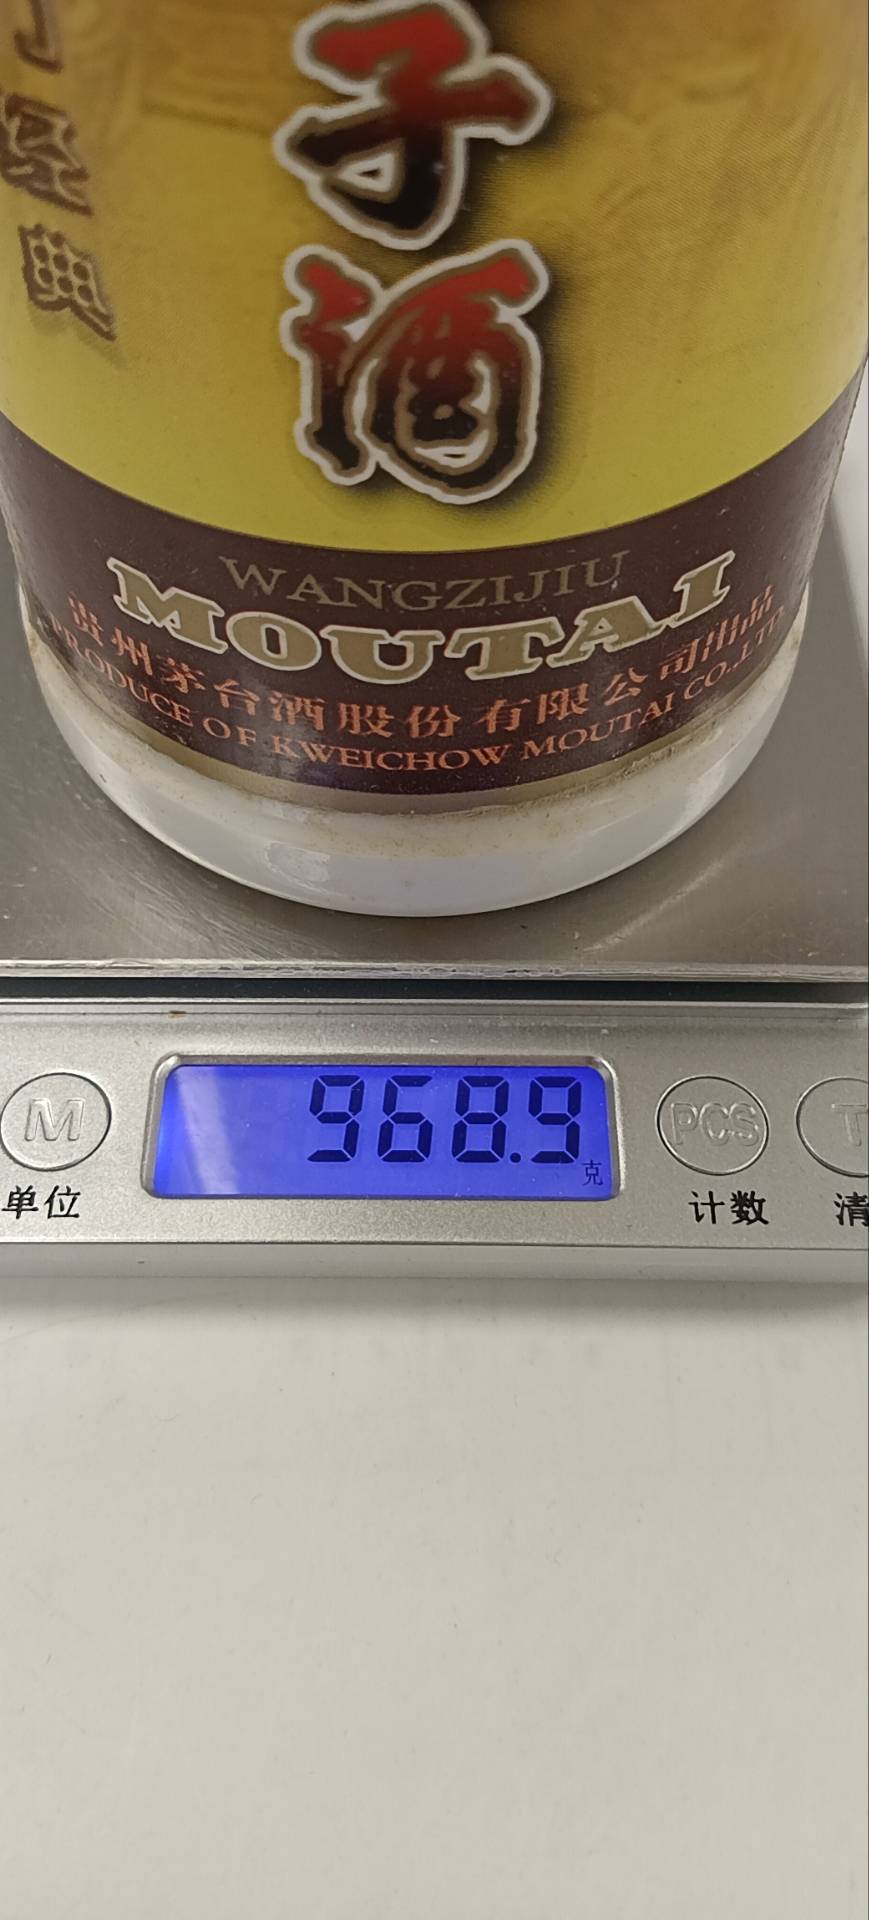 子
酒
WANGZIJIU
MOUTAI
贵州茅台酒股份有限公司出品
PRODUCE OF KWEICHOW MOUTAI CO.,LTD
968.9
克
M
PCS
T
单位
计数
清